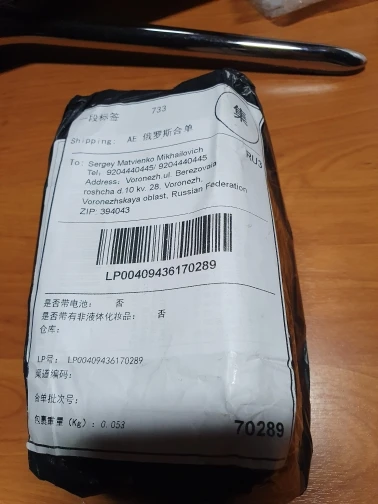 一段标签 733
集
Shipping: AE 俄罗斯合单
RU3
To: Sergey Matvienko Mikhailovich
Tel: 9204440445/ 9204440445
Address: Voronezh,ul. Berezovaia
roshcha d.10 kv. 28. Voronezh.
Voronezhskaya oblast, Russian Federation
ZIP: 394043
LP00409436170289
是否带电池: 否
是否带有非液体化妆品: 否
仓库:
LP号: LP00409436170289
渠道编码:
合单批次号:
包裹重量 (Kg) : 0.053
70289